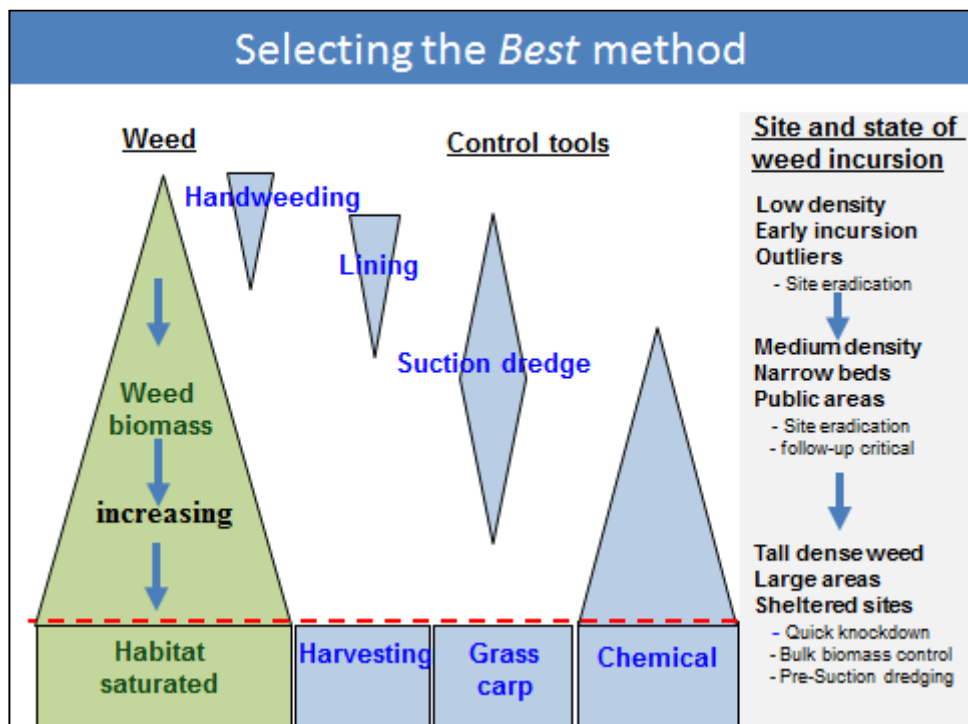 Selecting the Best method
Weed
Control tools
Handweeding
Lining
Suction dredge
Weed
biomass
increasing
Habitat
saturated
Harvesting
Grass
carp
Chemical
Site and state of
weed incursion
Low density
Early incursion
Outliers
- Site eradication
Medium density
Narrow beds
Public areas
- Site eradication
- follow-up critical
Tall dense weed
Large areas
Sheltered sites
- Quick knockdown
- Bulk biomass control
- Pre-Suction dredging